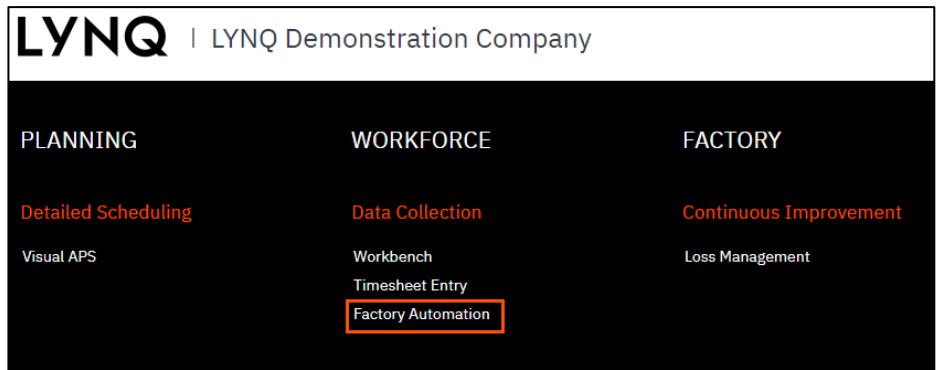 LYNQ | LYNQ Demonstration Company
PLANNING
Detailed Scheduling
Visual APS
WORKFORCE
Data Collection
Workbench
Timesheet Entry
Factory Automation
FACTORY
Continuous Improvement
Loss Management